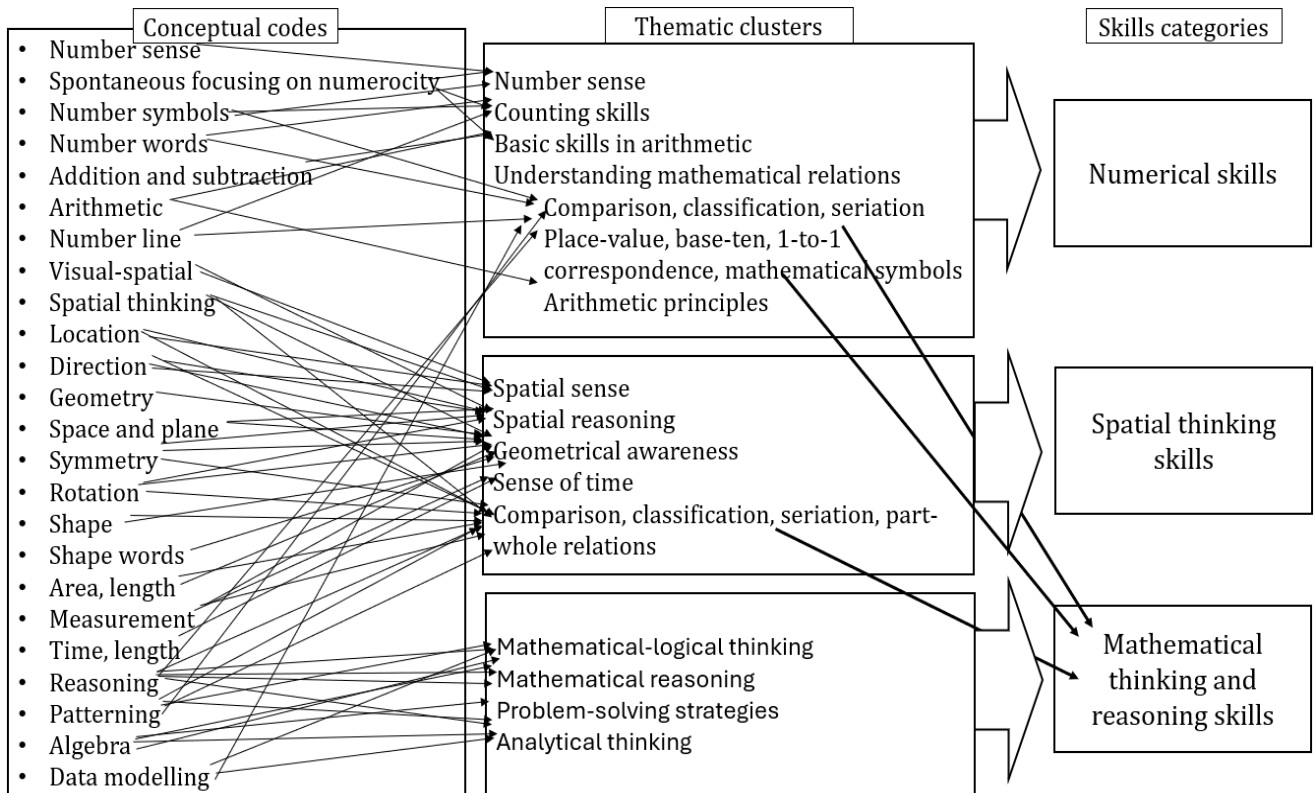 Conceptual codes
• Number sense
• Spontaneous focusing on numerocity
• Number symbols
• Number words
• Addition and subtraction
• Arithmetic
• Number line
• Visual-spatial
• Spatial thinking
• Location
• Direction
• Geometry
• Space and plane
• Symmetry
• Rotation
• Shape
• Shape words
• Area, length
• Measurement
• Time, length
• Reasoning
• Patterning
• Algebra
• Data modelling
Thematic clusters
Number sense
Counting skills
Basic skills in arithmetic
Understanding mathematical relations
Comparison, classification, seriation
Place-value, base-ten, 1-to-1
correspondence, mathematical symbols
Arithmetic principles
Spatial sense
Spatial reasoning
Geometrical awareness
Sense of time
Comparison, classification, seriation, part-
whole relations
Mathematical-logical thinking
Mathematical reasoning
Problem-solving strategies
Analytical thinking
Skills categories
Numerical skills
Spatial thinking
skills
Mathematical
thinking and
reasoning skills